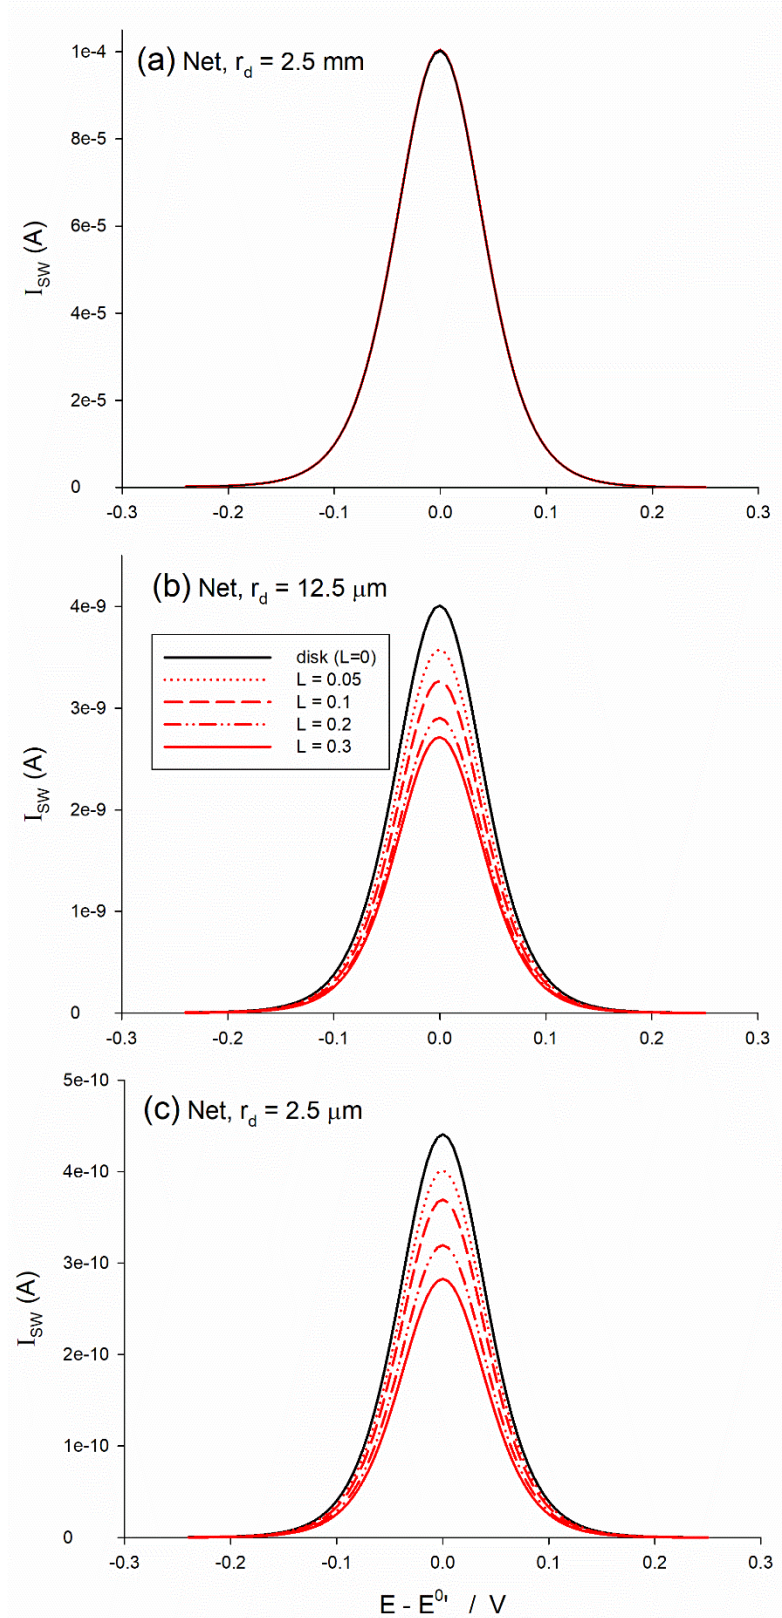 (a) Net, r_d = 2.5 mm
1e-4
8e-5
6e-5
4e-5
2e-5
0
I_SW (A)
-0.3 -0.2 -0.1 0.0 0.1 0.2 0.3
(b) Net, r_d = 12.5 μm
4e-9
3e-9
2e-9
1e-9
0
I_SW (A)
disk (L=0)
L = 0.05
L = 0.1
L = 0.2
L = 0.3
-0.3 -0.2 -0.1 0.0 0.1 0.2 0.3
(c) Net, r_d = 2.5 μm
5e-10
4e-10
3e-10
2e-10
1e-10
0
I_SW (A)
-0.3 -0.2 -0.1 0.0 0.1 0.2 0.3
E - E⁰' / V